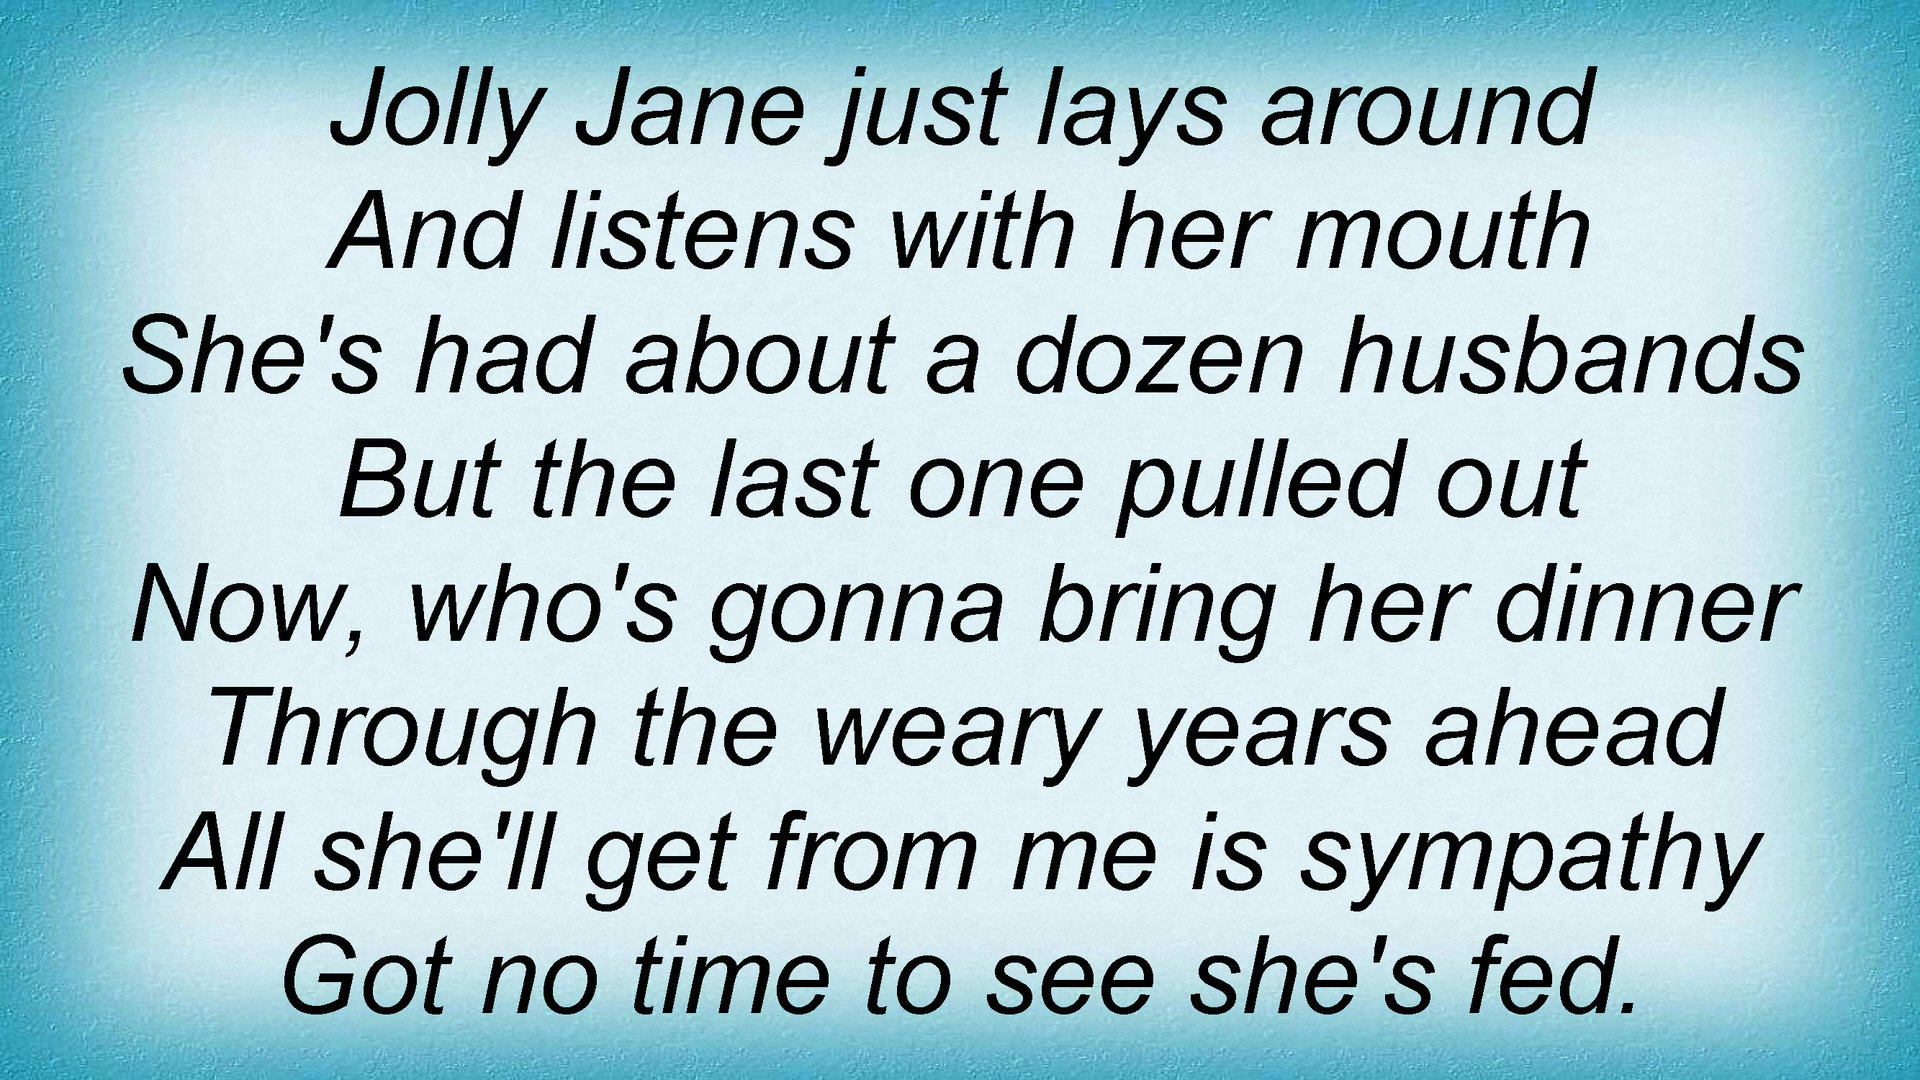 Jolly Jane just lays around
And listens with her mouth
She's had about a dozen husbands
But the last one pulled out
Now, who's gonna bring her dinner
Through the weary years ahead
All she'll get from me is sympathy
Got no time to see she's fed.